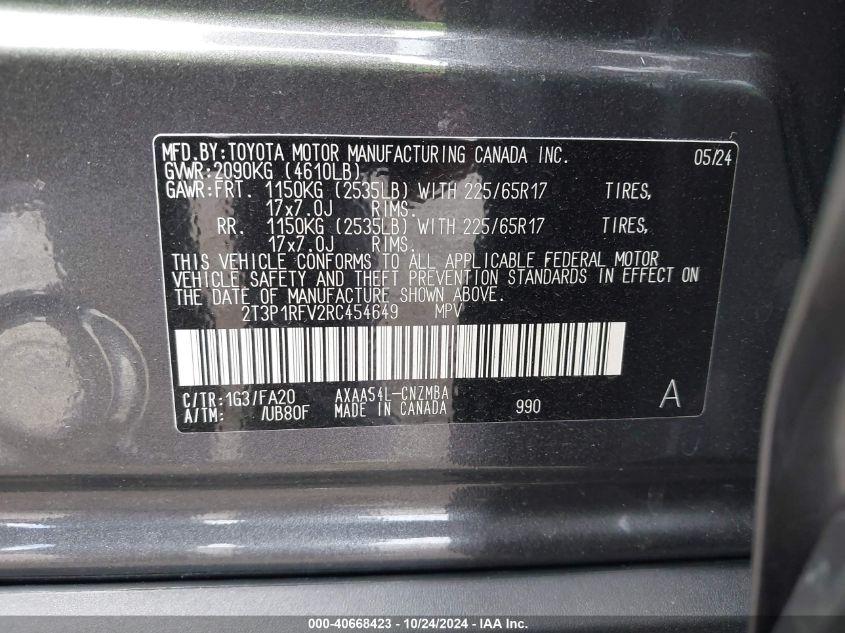 MFD.BY:TOYOTA MOTOR MANUFACTURING CANADA INC. 05/24
GVWR:2090KG (4610LB)
GAWR:FRT. 1150KG (2535LB) WITH 225/65R17 TIRES,
17x7.0J RIMS.
RR. 1150KG (2535LB) WITH 225/65R17 TIRES,
17x7.0J RIMS.
THIS VEHICLE CONFORMS TO ALL APPLICABLE FEDERAL MOTOR
VEHICLE SAFETY AND THEFT PREVENTION STANDARDS IN EFFECT ON
THE DATE OF MANUFACTURE SHOWN ABOVE.
2T3P1RFV2RC454649 MPV
C/TR:1G3/FA20 AXAA54L-CNZMBA 990 A
A/TM: /UB80F MADE IN CANADA
000-40668423 - 10/24/2024 - IAA Inc.